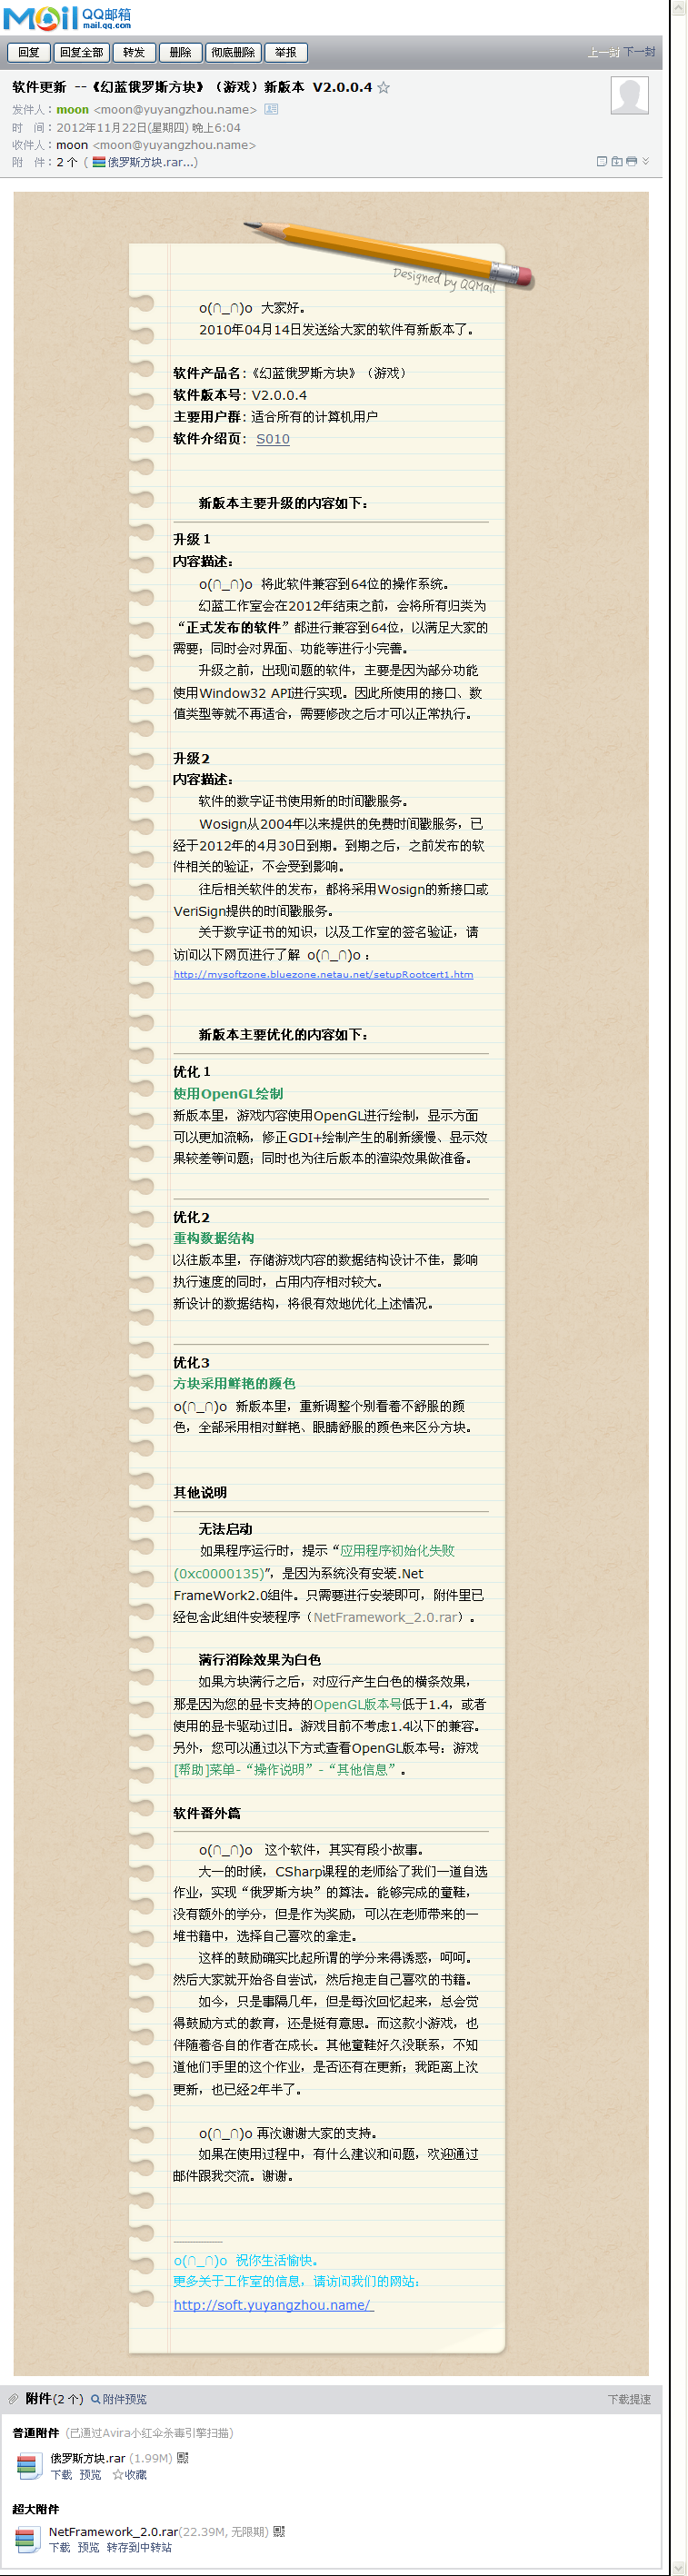 Mail QQ邮箱
mail.qq.com
回复 回复全部 转发 删除 彻底删除 举报 上一封 下一封
软件更新 --《幻蓝俄罗斯方块》（游戏）新版本 V2.0.0.4 ☆
发件人：moon <moon@yuyangzhou.name>
时 间：2012年11月22日(星期四) 晚上6:04
收件人：moon <moon@yuyangzhou.name>
附 件：2 个 ( 俄罗斯方块.rar...)
Designed by QQMail
o(∩_∩)o 大家好。
2010年04月14日发送给大家的软件有新版本了。
软件产品名：《幻蓝俄罗斯方块》（游戏）
软件版本号：V2.0.0.4
主要用户群：适合所有的计算机用户
软件介绍页： S010
新版本主要升级的内容如下：
升级１
内容描述：
o(∩_∩)o 将此软件兼容到64位的操作系统。
幻蓝工作室会在2012年结束之前，会将所有归类为
“正式发布的软件”都进行兼容到64位，以满足大家的
需要；同时会对界面、功能等进行小完善。
升级之前，出现问题的软件，主要是因为部分功能
使用Window32 API进行实现。因此所使用的接口、数
值类型等就不再适合，需要修改之后才可以正常执行。
升级2
内容描述：
软件的数字证书使用新的时间戳服务。
Wosign从2004年以来提供的免费时间戳服务，已
经于2012年的4月30日到期。到期之后，之前发布的软
件相关的验证，不会受到影响。
往后相关软件的发布，都将采用Wosign的新接口或
VeriSign提供的时间戳服务。
关于数字证书的知识，以及工作室的签名验证，请
访问以下网页进行了解 o(∩_∩)o ：
http://mysoftzone.bluezone.netau.net/setupRootcert1.htm
新版本主要优化的内容如下：
优化１
使用OpenGL绘制
新版本里，游戏内容使用OpenGL进行绘制，显示方面
可以更加流畅，修正GDI+绘制产生的刷新缓慢、显示效
果较差等问题；同时也为往后版本的渲染效果做准备。
优化2
重构数据结构
以往版本里，存储游戏内容的数据结构设计不佳，影响
执行速度的同时，占用内存相对较大。
新设计的数据结构，将很有效地优化上述情况。
优化3
方块采用鲜艳的颜色
o(∩_∩)o 新版本里，重新调整个别看着不舒服的颜
色，全部采用相对鲜艳、眼睛舒服的颜色来区分方块。
其他说明
无法启动
如果程序运行时，提示“应用程序初始化失败
(0xc0000135)”，是因为系统没有安装.Net
FrameWork2.0组件。只需要进行安装即可，附件里已
经包含此组件安装程序（NetFramework_2.0.rar）。
满行消除效果为白色
如果方块满行之后，对应行产生白色的横条效果，
那是因为您的显卡支持的OpenGL版本号低于1.4，或者
使用的显卡驱动过旧。游戏目前不考虑1.4以下的兼容。
另外，您可以通过以下方式查看OpenGL版本号：游戏
[帮助]菜单-“操作说明”-“其他信息”。
软件番外篇
o(∩_∩)o 这个软件，其实有段小故事。
大一的时候，CSharp课程的老师给了我们一道自选
作业，实现“俄罗斯方块”的算法。能够完成的童鞋，
没有额外的学分，但是作为奖励，可以在老师带来的一
堆书籍中，选择自己喜欢的拿走。
这样的鼓励确实比起所谓的学分来得诱惑，呵呵。
然后大家就开始各自尝试，然后抱走自己喜欢的书籍。
如今，只是事隔几年，但是每次回忆起来，总会觉
得鼓励方式的教育，还是挺有意思。而这款小游戏，也
伴随着各自的作者在成长。其他童鞋好久没联系，不知
道他们手里的这个作业，是否还有在更新；我距离上次
更新，也已经2年半了。
o(∩_∩)o 再次谢谢大家的支持。
如果在使用过程中，有什么建议和问题，欢迎通过
邮件跟我交流。谢谢。
o(∩_∩)o 祝你生活愉快。
更多关于工作室的信息，请访问我们的网站：
http://soft.yuyangzhou.name/
附件(2 个) 附件预览 下载提速
普通附件 (已通过Avira小红伞杀毒引擎扫描)
俄罗斯方块.rar (1.99M)
下载 预览 ☆收藏
超大附件
NetFramework_2.0.rar(22.39M, 无限期)
下载 预览 转存到中转站